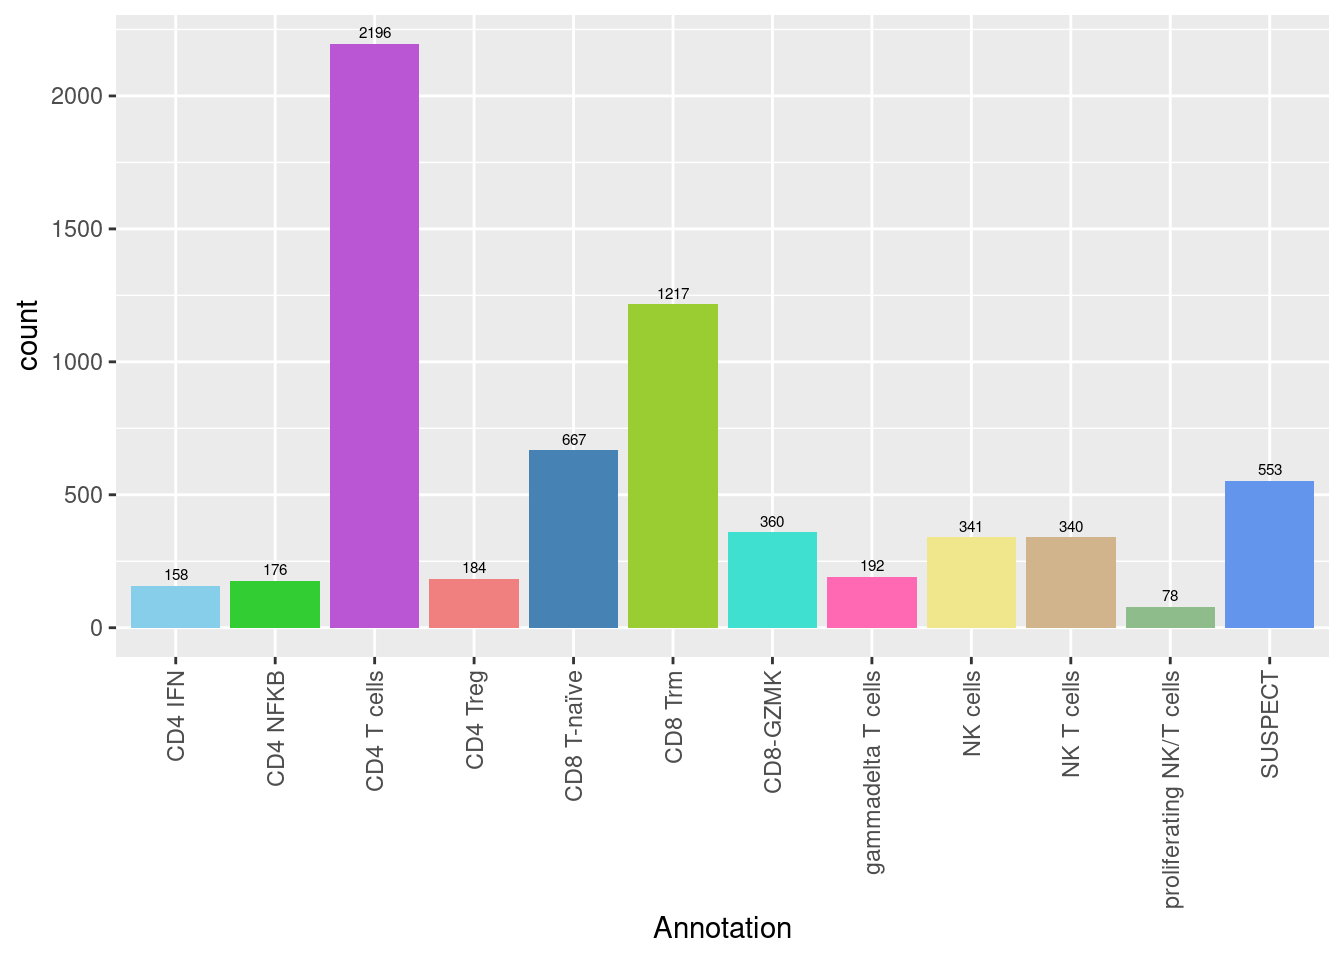 count
2000
1500
1000
500
0
158
176
2196
184
667
1217
360
192
341
340
78
553
CD4 IFN
CD4 NFKB
CD4 T cells
CD4 Treg
CD8 T-naïve
CD8 Trm
CD8-GZMK
gammadelta T cells
NK cells
NK T cells
proliferating NK/T cells
SUSPECT
Annotation